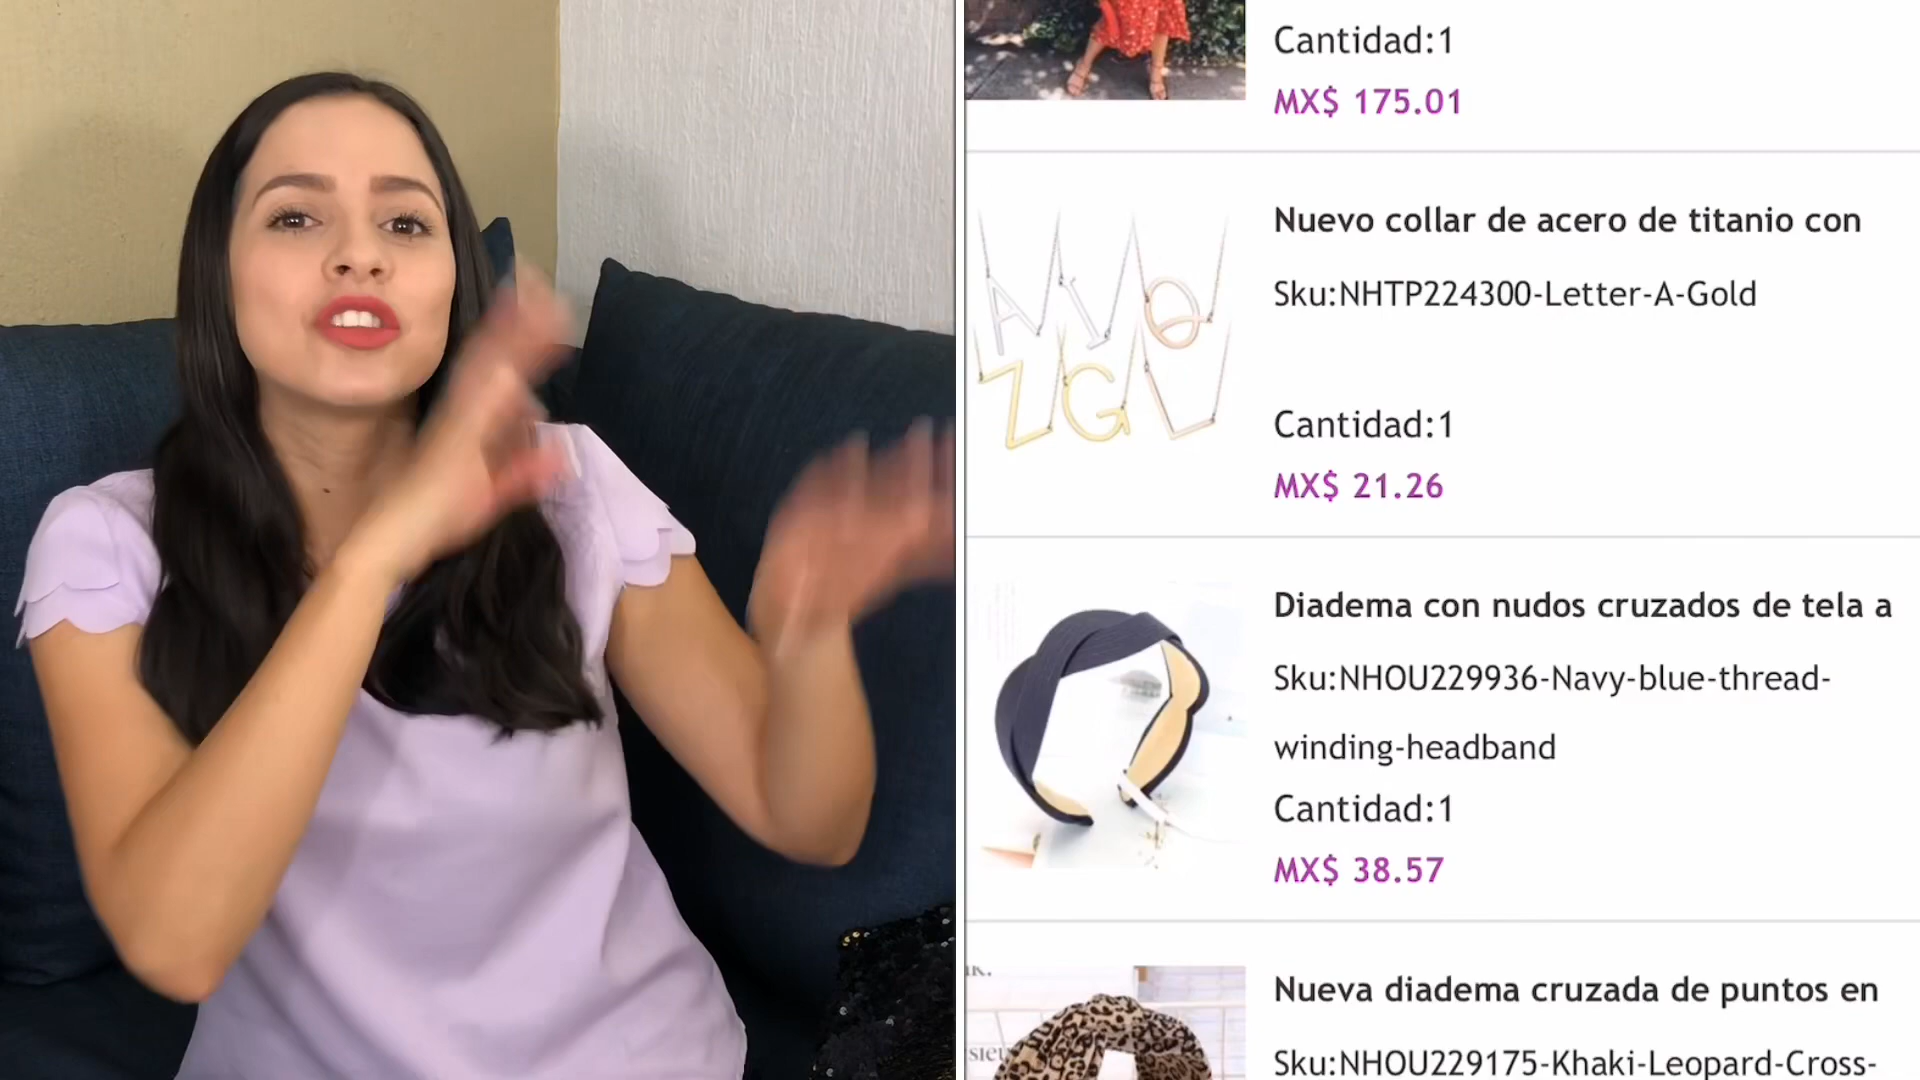 Cantidad:1
MX$ 175.01
Nuevo collar de acero de titanio con
Sku:NHTP224300-Letter-A-Gold
Cantidad:1
MX$ 21.26
Diadema con nudos cruzados de tela a
Sku:NHOU229936-Navy-blue-thread-
winding-headband
Cantidad:1
MX$ 38.57
Nueva diadema cruzada de puntos en
Sku:NHOU229175-Khaki-Leopard-Cross-